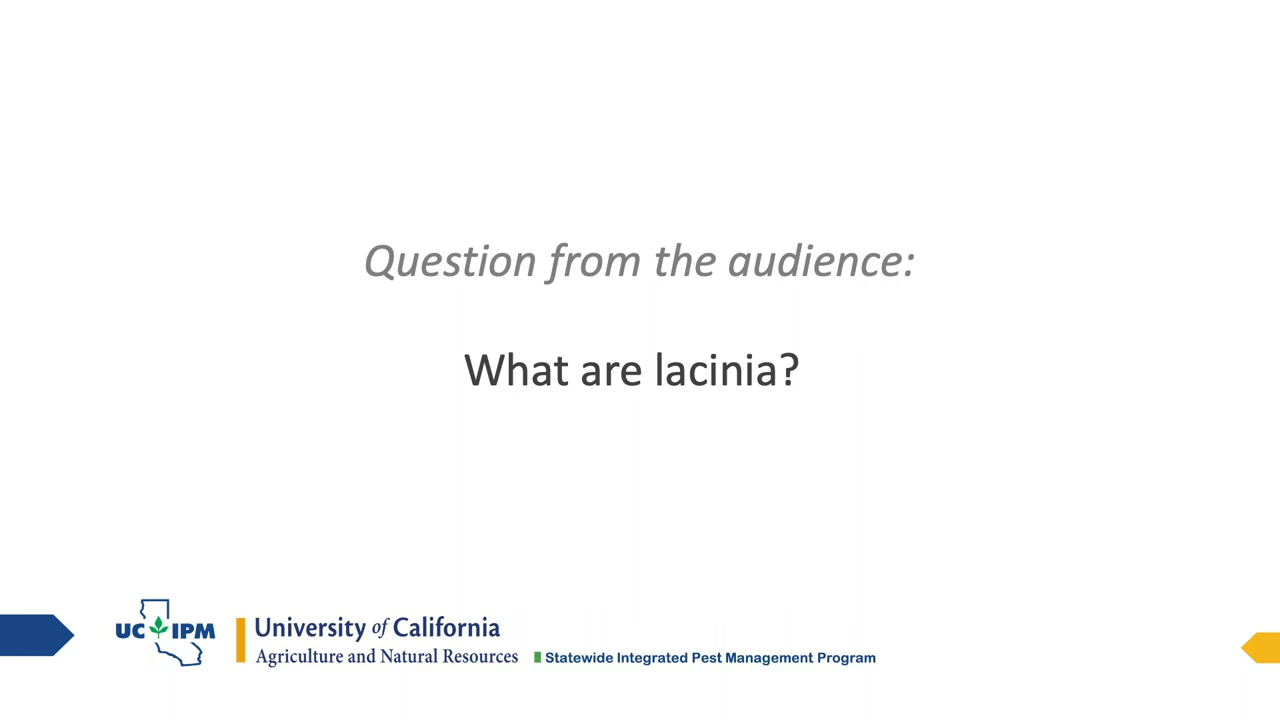 Question from the audience:
What are lacinia?
UC IPM
University of California
Agriculture and Natural Resources
Statewide Integrated Pest Management Program